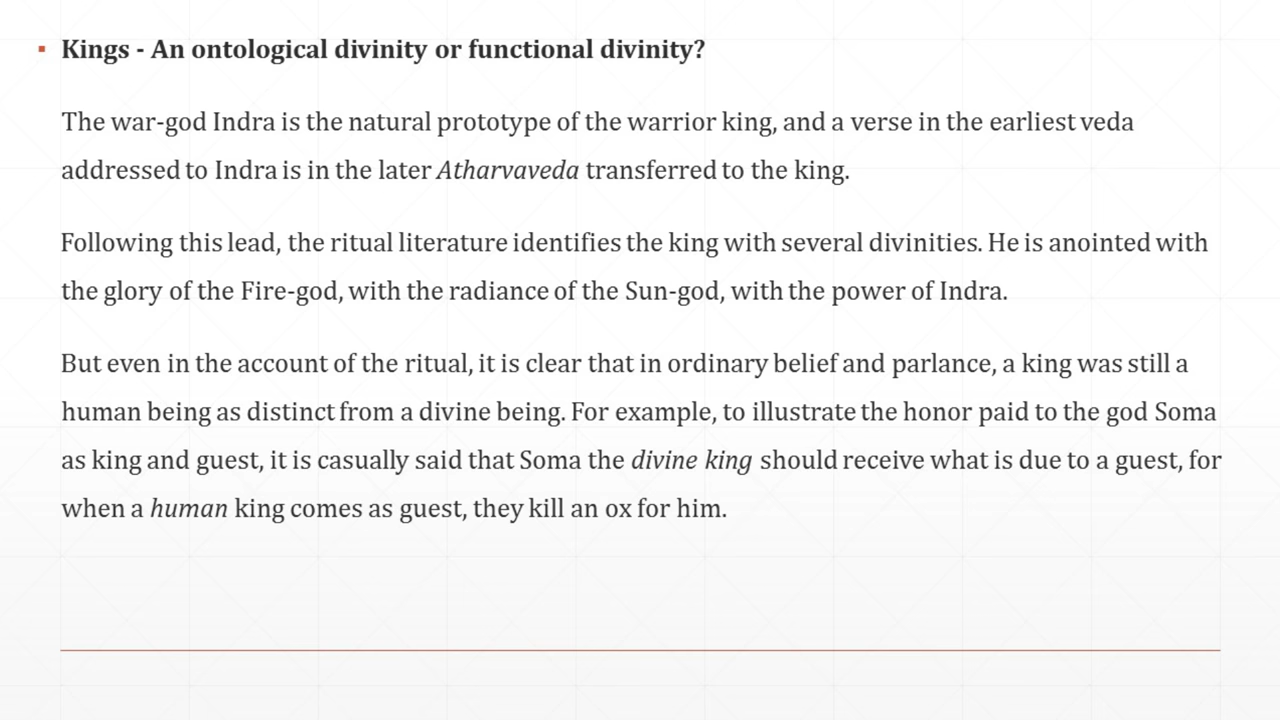 ▪ Kings - An ontological divinity or functional divinity?
The war-god Indra is the natural prototype of the warrior king, and a verse in the earliest veda
addressed to Indra is in the later Atharvaveda transferred to the king.
Following this lead, the ritual literature identifies the king with several divinities. He is anointed with
the glory of the Fire-god, with the radiance of the Sun-god, with the power of Indra.
But even in the account of the ritual, it is clear that in ordinary belief and parlance, a king was still a
human being as distinct from a divine being. For example, to illustrate the honor paid to the god Soma
as king and guest, it is casually said that Soma the divine king should receive what is due to a guest, for
when a human king comes as guest, they kill an ox for him.